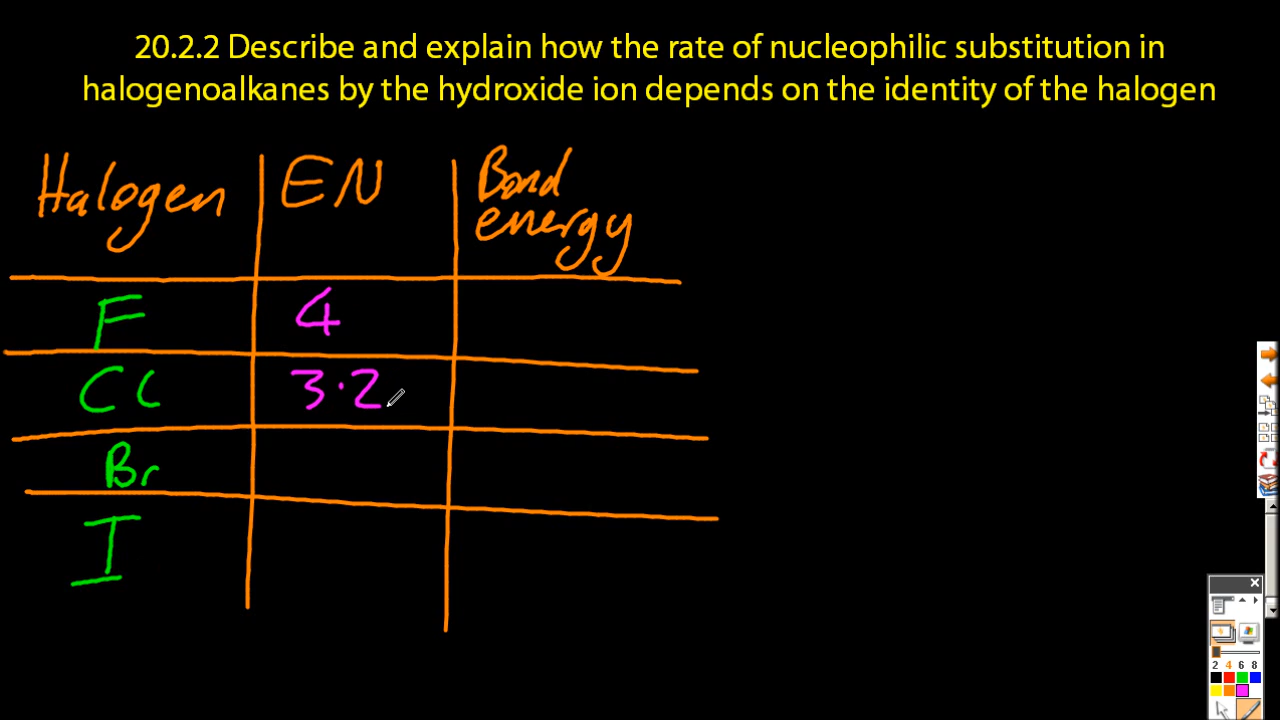 20.2.2 Describe and explain how the rate of nucleophilic substitution in
halogenoalkanes by the hydroxide ion depends on the identity of the halogen
Halogen EN Bond energy
F 4
Cl 3.2
Br
I
2 4 6 8